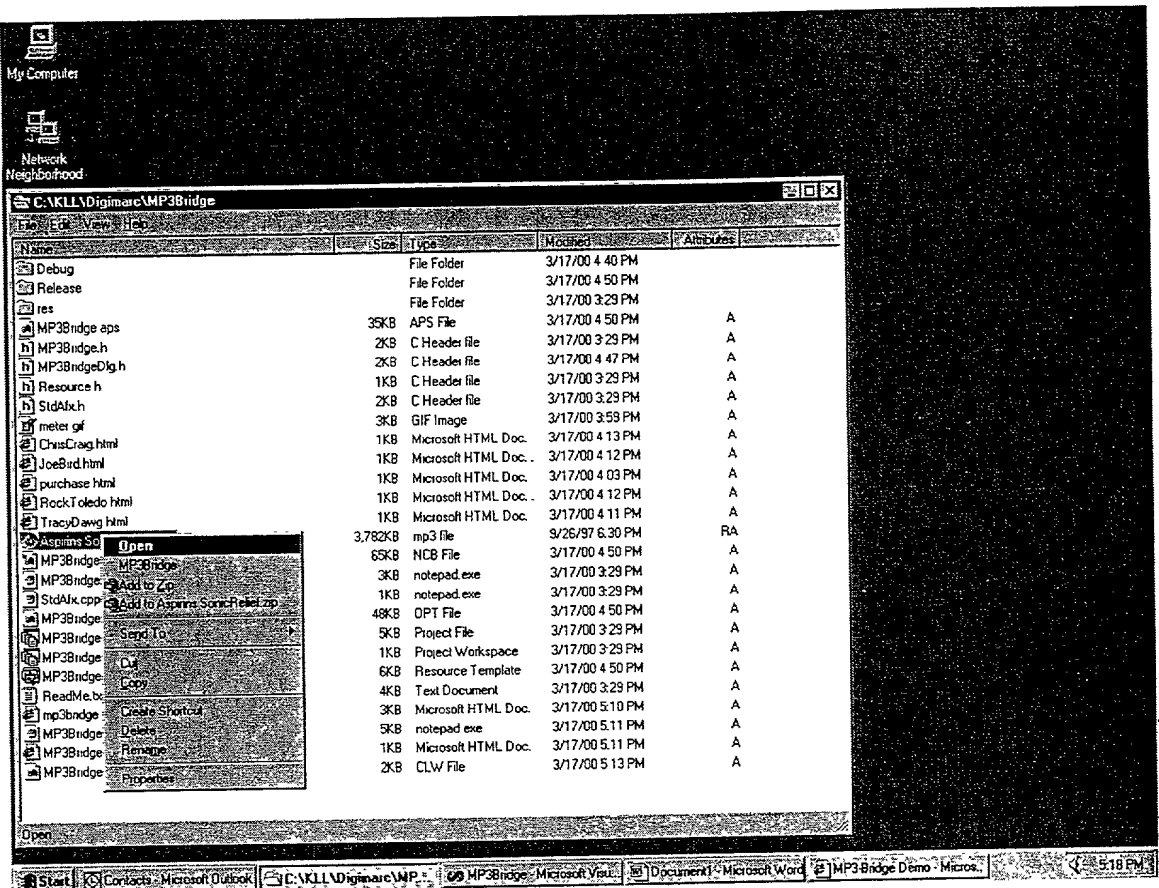 My Computer
Network
Neighborhood
C:\KLL\Digimarc\MP3Bridge
File Edit View Help
Name Size Type Modified Attributes
Debug File Folder 3/17/00 4 40 PM
Release File Folder 3/17/00 4 50 PM
res File Folder 3/17/00 3:29 PM
MP3Bridge aps 35KB APS File 3/17/00 4 50 PM A
MP3Bridge.h 2KB C Header file 3/17/00 3 29 PM A
MP3BridgeDlg.h 2KB C Header file 3/17/00 4 47 PM A
Resource h 1KB C Header file 3/17/00 3 29 PM A
StdAfx.h 2KB C Header file 3/17/00 3:29 PM A
meter gif 3KB GIF Image 3/17/00 3:59 PM A
ChrisCraig.html 1KB Microsoft HTML Doc. 3/17/00 4 13 PM A
JoeBird.html 1KB Microsoft HTML Doc. . 3/17/00 4 12 PM A
purchase html 1KB Microsoft HTML Doc. 3/17/00 4 03 PM A
RockToledo html 1KB Microsoft HTML Doc. . 3/17/00 4 12 PM A
TracyDawg html 1KB Microsoft HTML Doc. 3/17/00 4 11 PM A
Aspirins So 3,782KB mp3 file 9/26/97 6.30 PM RA
MP3Bridge 65KB NCB File 3/17/00 4 50 PM A
MP3Bridge 3KB notepad.exe 3/17/00 3:29 PM A
StdAfx.cpp 1KB notepad.exe 3/17/00 3:29 PM A
MP3Bridge 48KB OPT File 3/17/00 4 50 PM A
MP3Bridge 5KB Project File 3/17/00 3:29 PM A
MP3Bridge 1KB Project Workspace 3/17/00 3:29 PM A
MP3Bridge 6KB Resource Template 3/17/00 4 50 PM A
ReadMe.tx 4KB Text Document 3/17/00 3:29 PM A
mp3bridge 3KB Microsoft HTML Doc. 3/17/00 5:10 PM A
MP3Bridge 5KB notepad exe 3/17/00 5.11 PM A
MP3Bridge 1KB Microsoft HTML Doc. 3/17/00 5.11 PM A
MP3Bridge 2KB CLW File 3/17/00 5 13 PM A
Open
MP3Bridge
Add to Zip
Add to Aspirins SonicRelief.zip
Send To
Cut
Copy
Create Shortcut
Delete
Rename
Properties
Open
Start Contacts - Microsoft Outlook C:\KLL\Digimarc\MP... MP3Bridge - Microsoft Visu... Document1 - Microsoft Word MP3-Bridge Demo - Micros... 5:18 PM